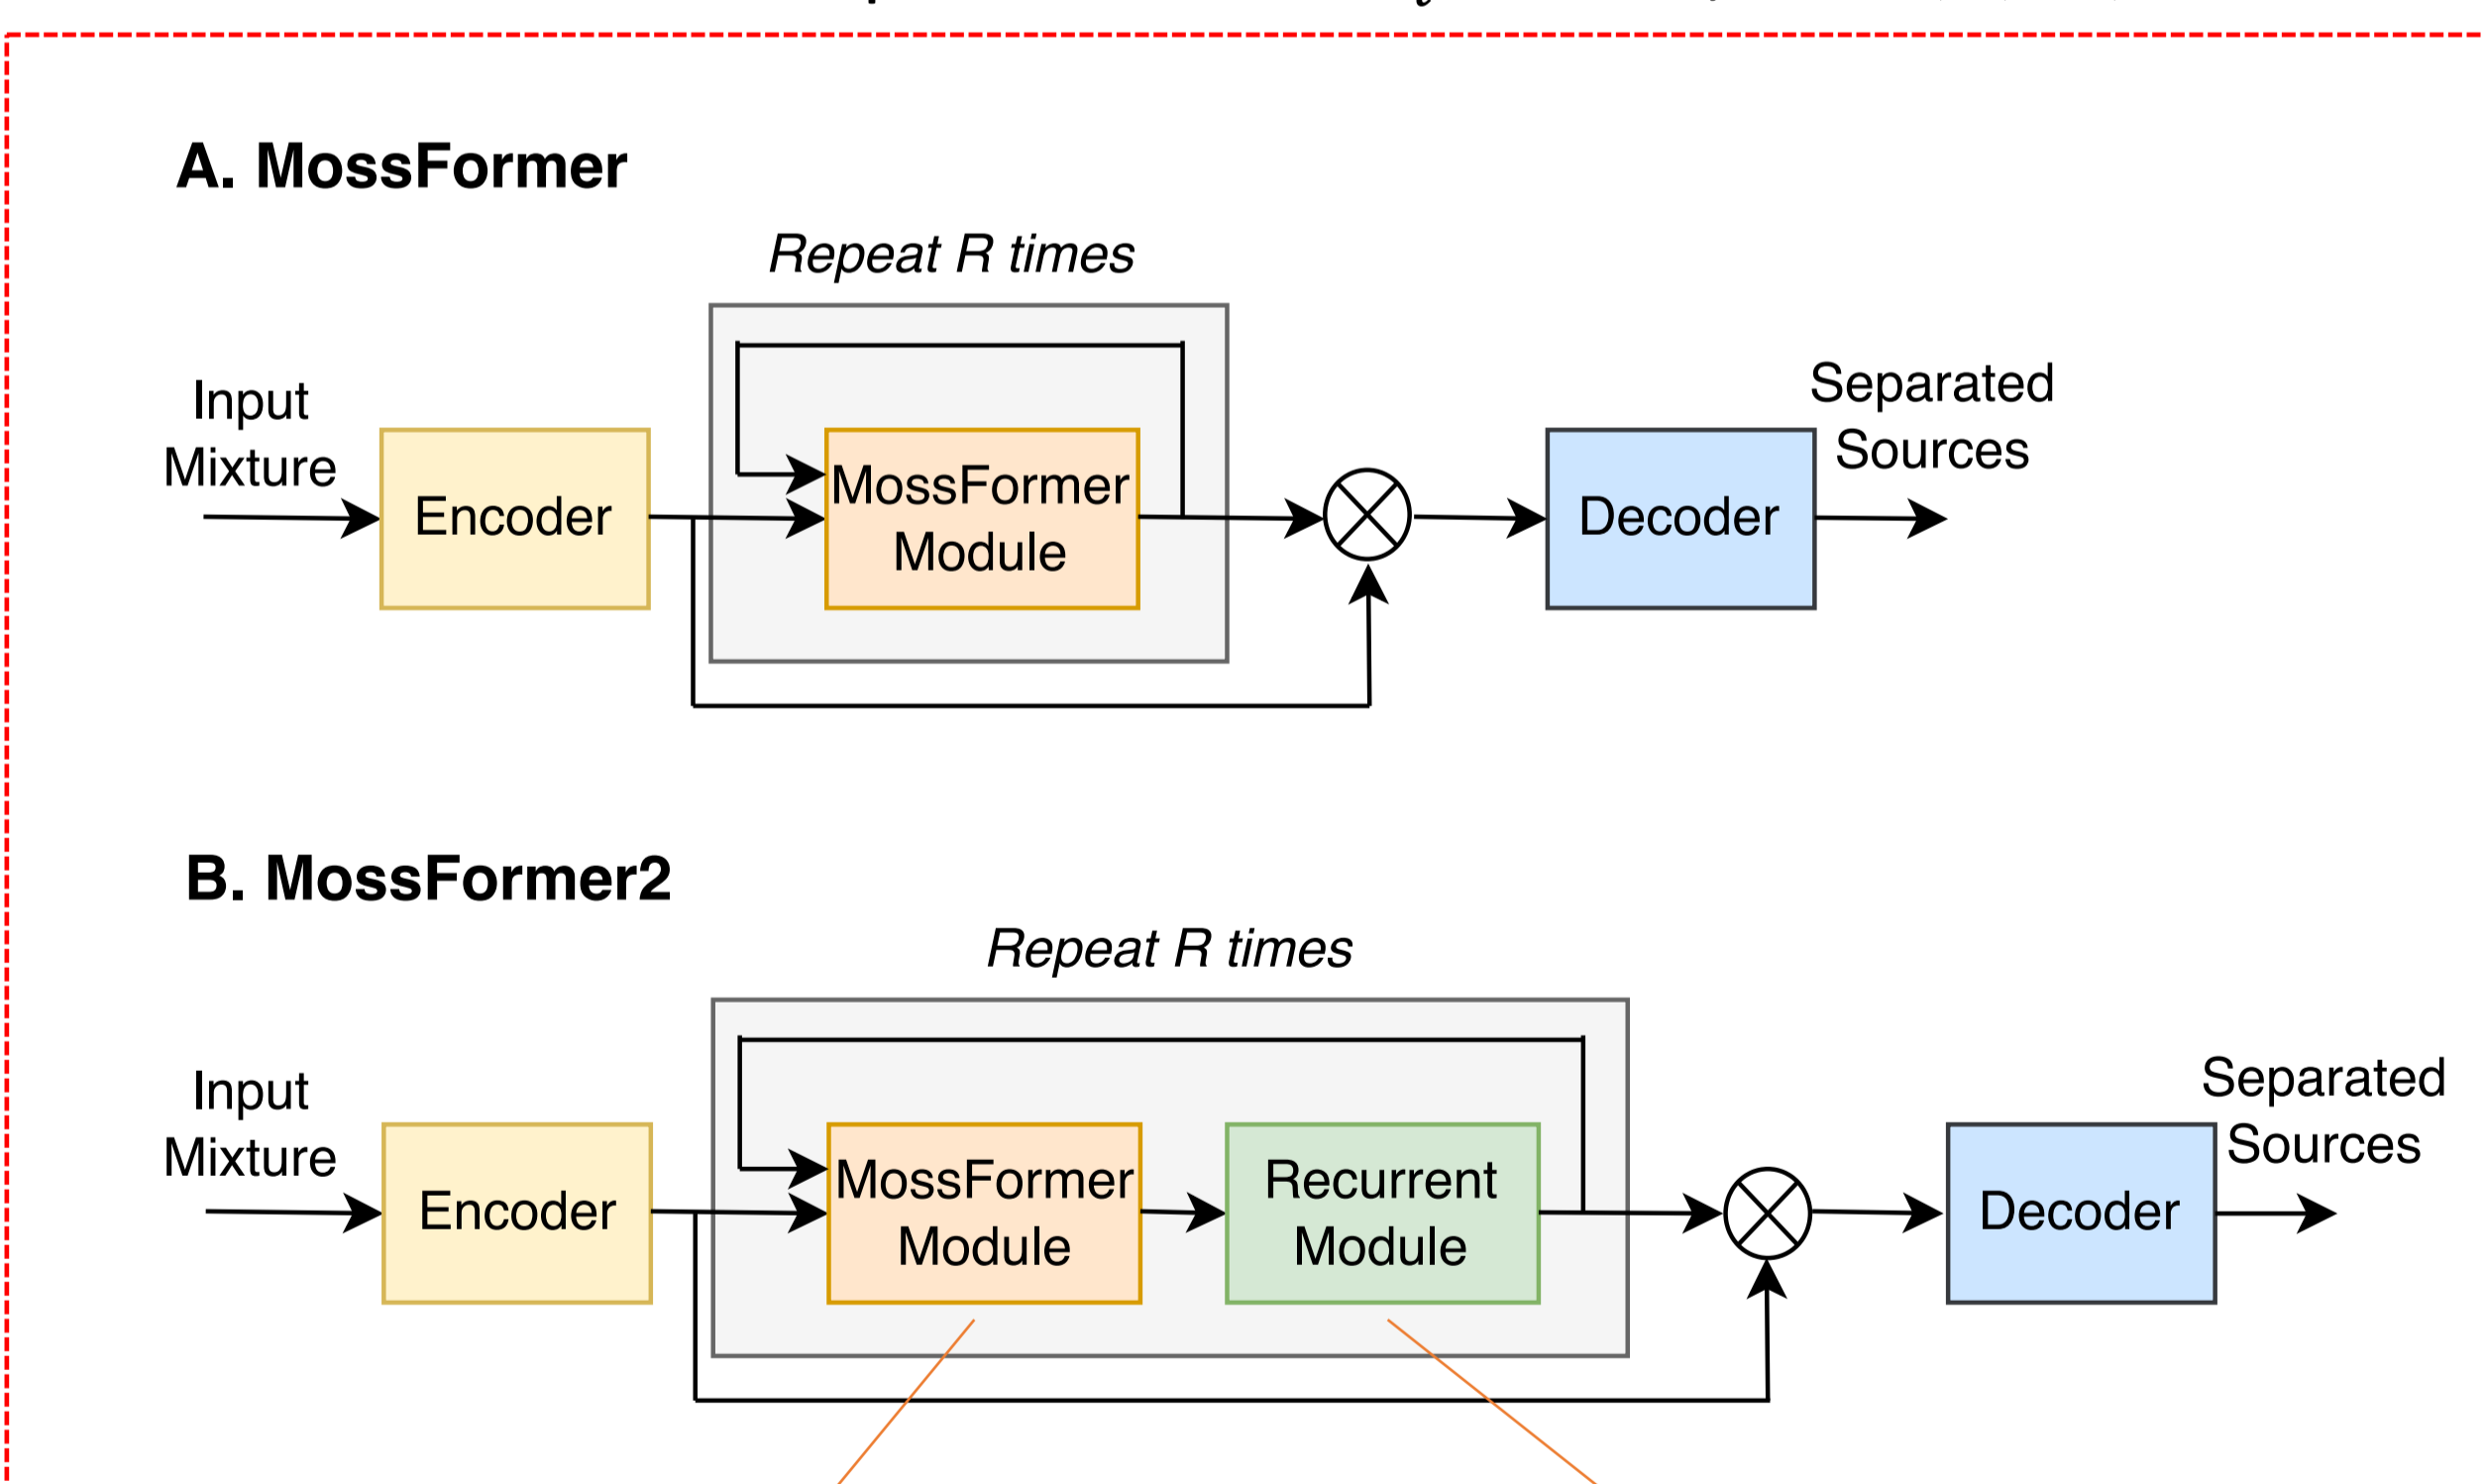 A. MossFormer
Repeat R times
Input
Mixture
Encoder
MossFormer
Module
Decoder
Separated
Sources
B. MossFormer2
Repeat R times
Input
Mixture
Encoder
MossFormer
Module
Recurrent
Module
Decoder
Separated
Sources